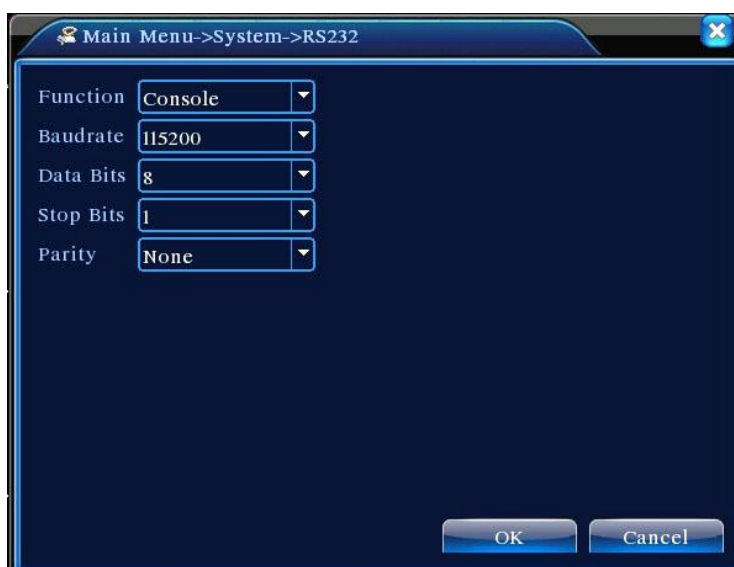 Main Menu->System->RS232
Function Console
Baudrate 115200
Data Bits 8
Stop Bits 1
Parity None
OK Cancel